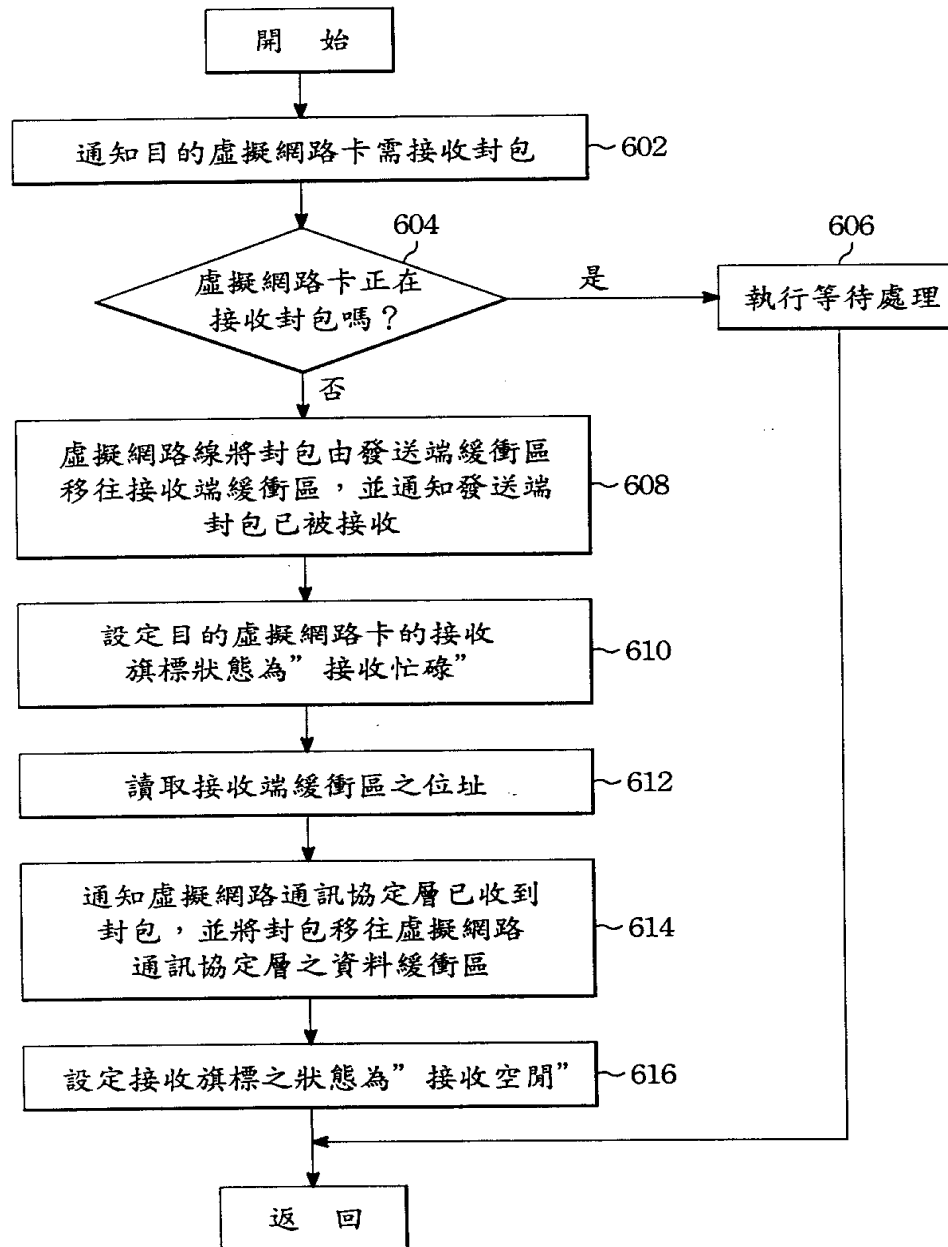 開 始
通知目的虛擬網路卡需接收封包
602
604
虛擬網路卡正在
接收封包嗎？
是
606
執行等待處理
否
虛擬網路線將封包由發送端緩衝區
移往接收端緩衝區，並通知發送端
封包已被接收
608
設定目的虛擬網路卡的接收
旗標狀態為”接收忙碌”
610
讀取接收端緩衝區之位址
612
通知虛擬網路通訊協定層已收到
封包，並將封包移往虛擬網路
通訊協定層之資料緩衝區
614
設定接收旗標之狀態為”接收空閒”
616
返 回